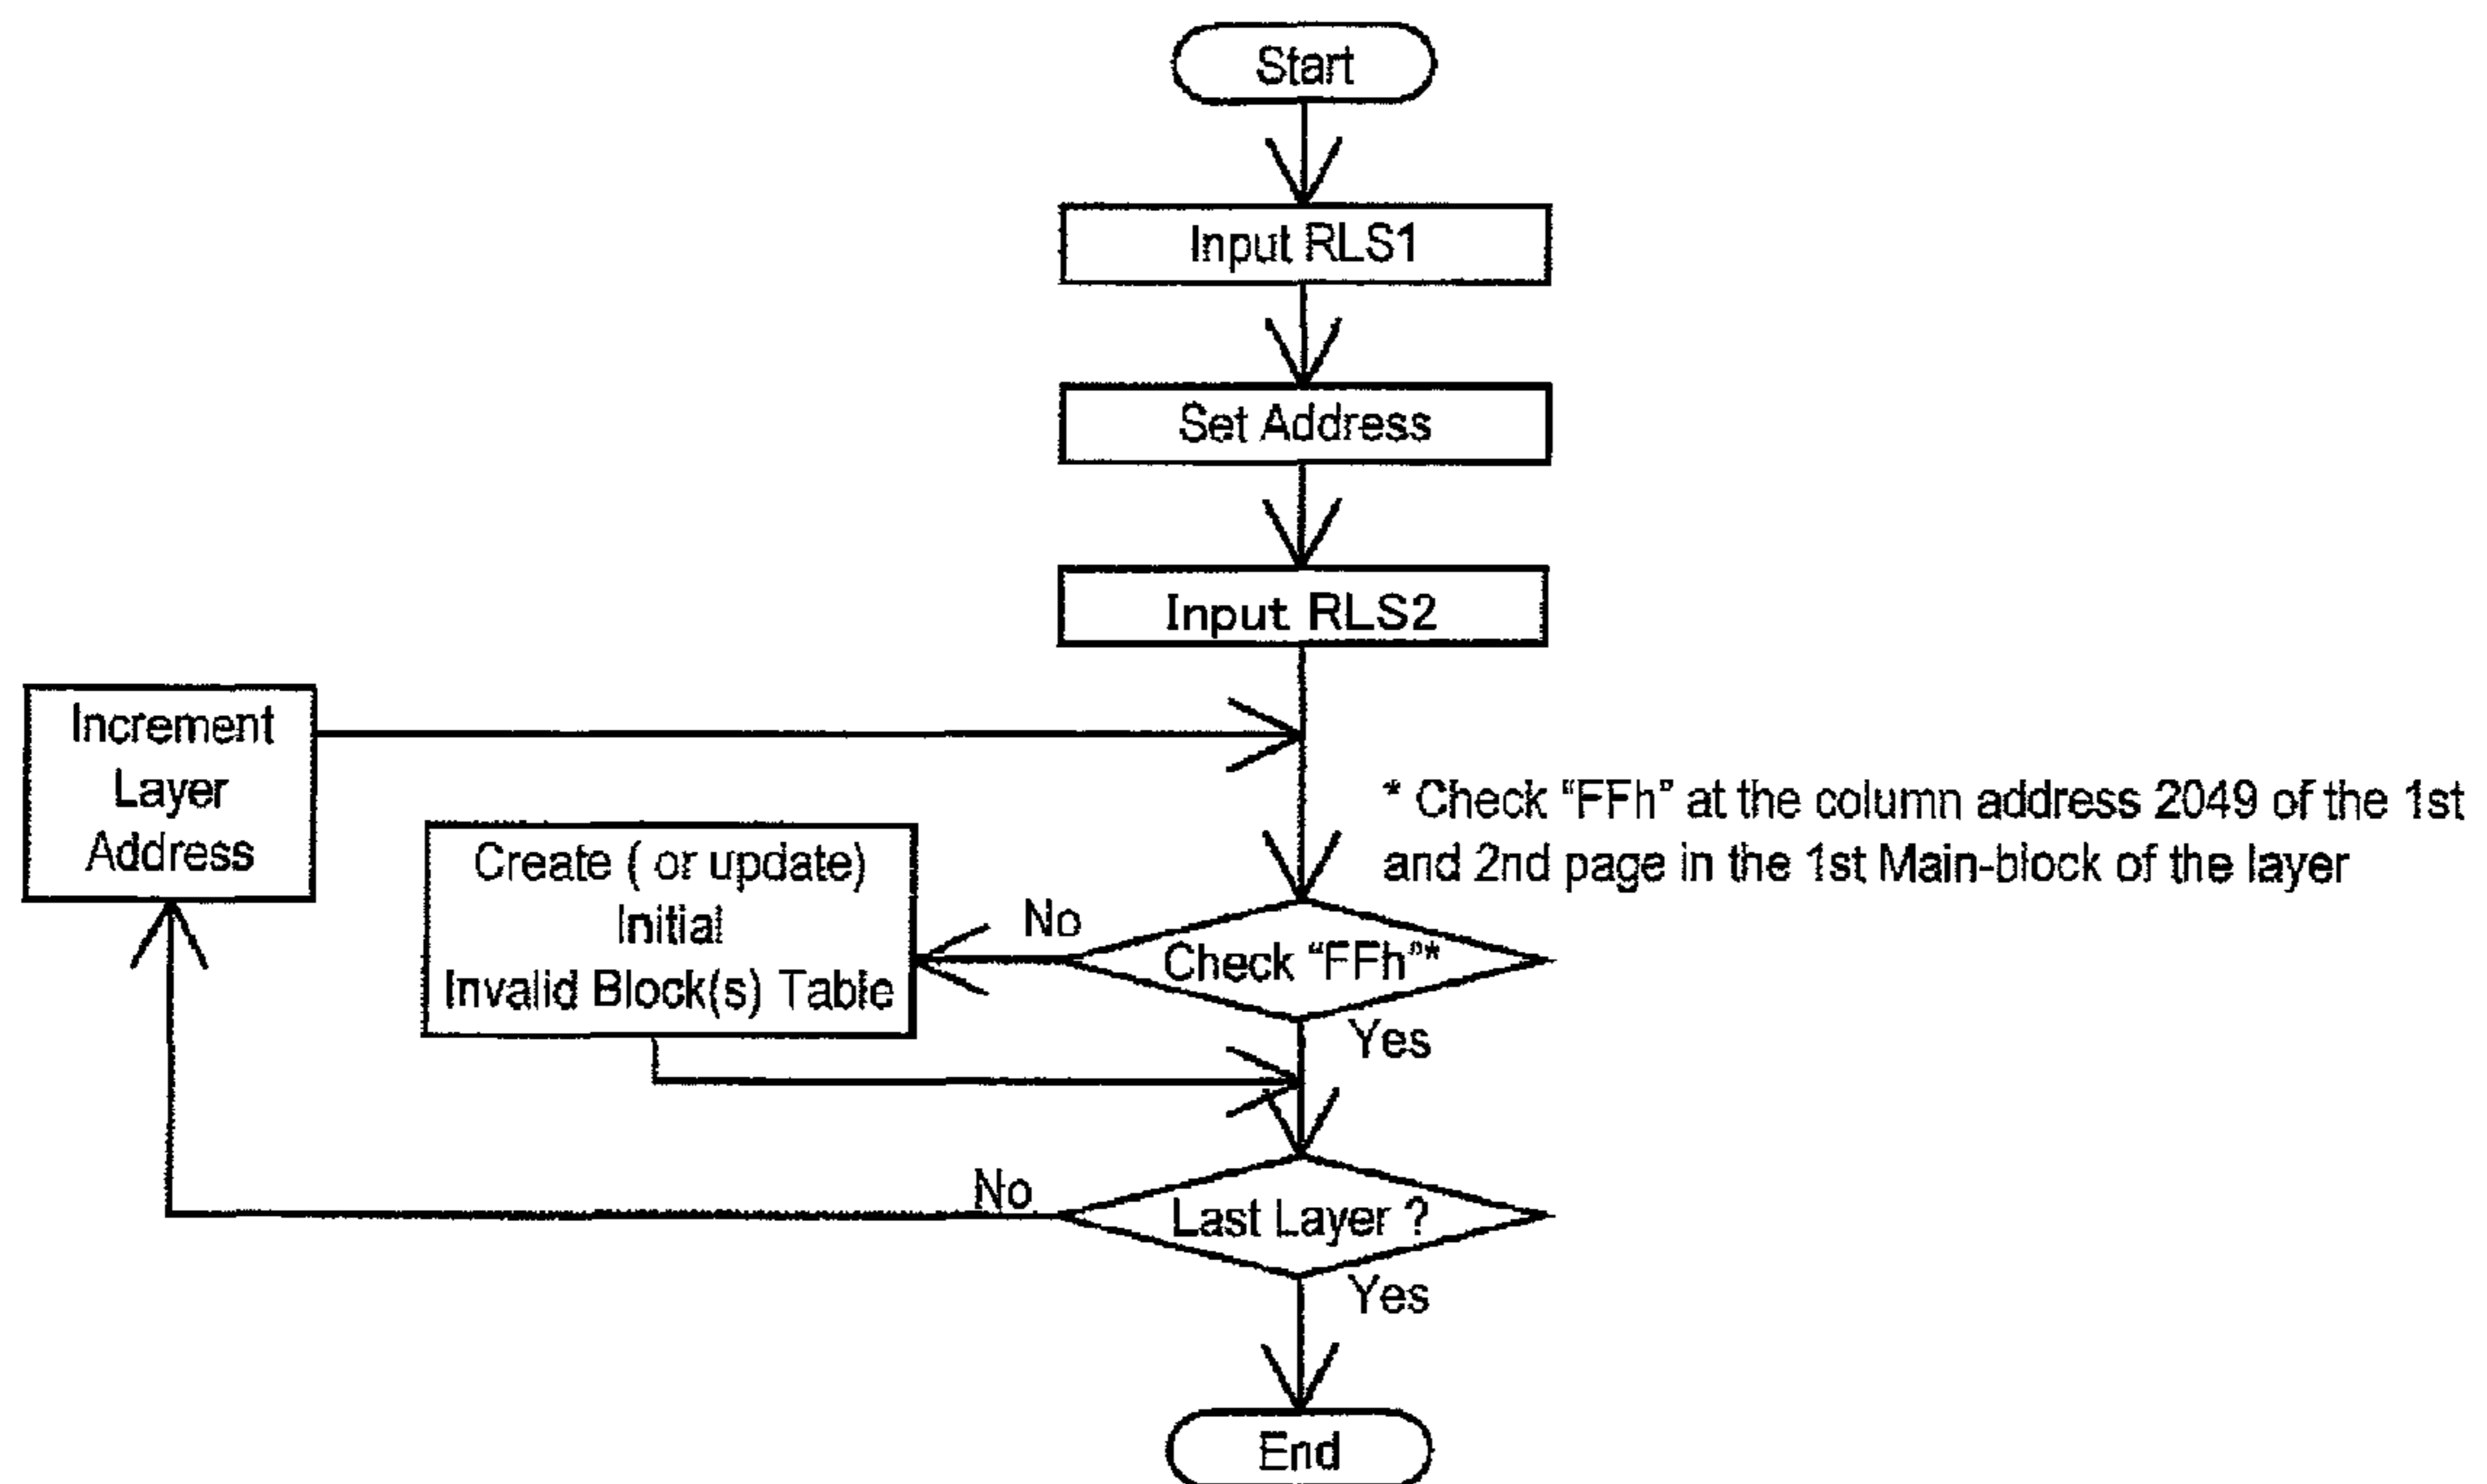 Start
Input RLS1
Set Address
Input RLS2
Increment
Layer
Address
* Check “FFh” at the column address 2049 of the 1st
and 2nd page in the 1st Main-block of the layer
Create ( or update)
Initial
Invalid Block(s) Table
No
Check “FFh”*
Yes
No
Last Layer ?
Yes
End